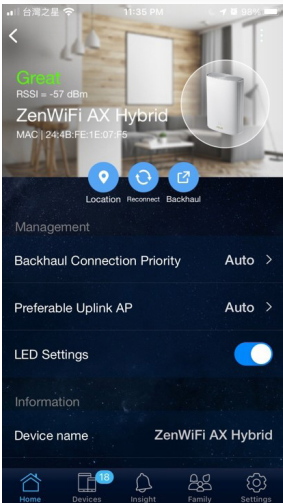 台灣之星
11:35 PM
98%
Great
RSSI = -57 dBm
ZenWiFi AX Hybrid
MAC | 24:4B:FE:1E:07:F5
Location Reconnect Backhaul
Management
Backhaul Connection Priority Auto
Preferable Uplink AP Auto
LED Settings
Information
Device name ZenWiFi AX Hybrid
18
Home Devices Insight Family Settings